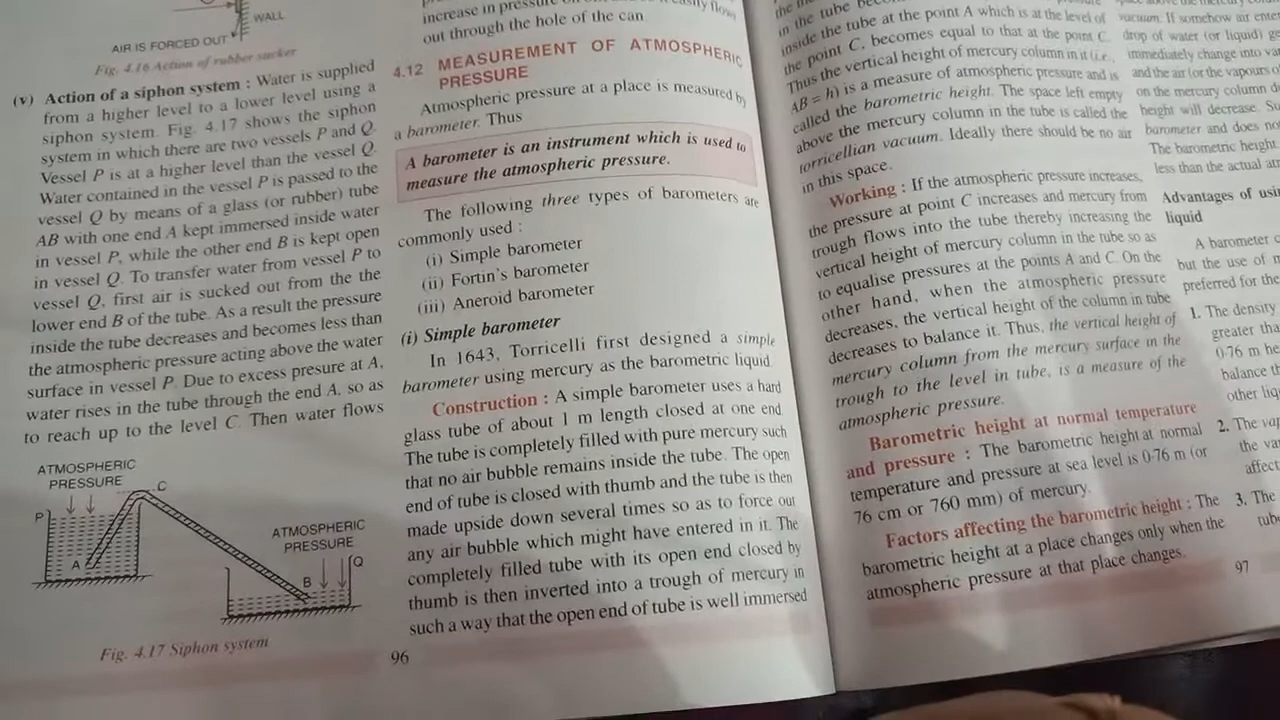 WALL
AIR IS FORCED OUT
Fig. 4.16 Action of rubber sucker
(v) Action of a siphon system : Water is supplied
from a higher level to a lower level using a
siphon system. Fig. 4.17 shows the siphon
system in which there are two vessels P and Q.
Vessel P is at a higher level than the vessel Q.
Water contained in the vessel P is passed to the
vessel Q by means of a glass (or rubber) tube
AB with one end A kept immersed inside water
in vessel P, while the other end B is kept open
in vessel Q. To transfer water from vessel P to
vessel Q, first air is sucked out from the the
lower end B of the tube. As a result the pressure
inside the tube decreases and becomes less than
the atmospheric pressure acting above the water
surface in vessel P. Due to excess presure at A,
water rises in the tube through the end A, so as
to reach up to the level C. Then water flows
ATMOSPHERIC
PRESSURE
C
P
A
ATMOSPHERIC
PRESSURE
B
Q
Fig. 4.17 Siphon system
increase in pressure easily flows
out through the hole of the can
4.12 MEASUREMENT OF ATMOSPHERIC
PRESSURE
Atmospheric pressure at a place is measured by
a barometer. Thus
A barometer is an instrument which is used to
measure the atmospheric pressure.
The following three types of barometers are
commonly used :
(i) Simple barometer
(ii) Fortin's barometer
(iii) Aneroid barometer
(i) Simple barometer
In 1643, Torricelli first designed a simple
barometer using mercury as the barometric liquid.
Construction : A simple barometer uses a hard
glass tube of about 1 m length closed at one end.
The tube is completely filled with pure mercury such
that no air bubble remains inside the tube. The open
end of tube is closed with thumb and the tube is then
made upside down several times so as to force out
any air bubble which might have entered in it. The
completely filled tube with its open end closed by
thumb is then inverted into a trough of mercury in
such a way that the open end of tube is well immersed
96
in the tube
inside the tube at the point A which is at the level of
the point C, becomes equal to that at the point C.
Thus the vertical height of mercury column in it (i.e.,
AB = h) is a measure of atmospheric pressure and is
called the barometric height. The space left empty
above the mercury column in the tube is called the
torricellian vacuum. Ideally there should be no air
in this space.
Working : If the atmospheric pressure increases,
the pressure at point C increases and mercury from
trough flows into the tube thereby increasing the
vertical height of mercury column in the tube so as
to equalise pressures at the points A and C. On the
other hand, when the atmospheric pressure
decreases, the vertical height of the column in tube
decreases to balance it. Thus, the vertical height of
mercury column from the mercury surface in the
trough to the level in tube, is a measure of the
atmospheric pressure.
Barometric height at normal temperature
and pressure : The barometric height at normal
temperature and pressure at sea level is 0·76 m (or
76 cm or 760 mm) of mercury.
Factors affecting the barometric height : The
barometric height at a place changes only when the
atmospheric pressure at that place changes.
vacuum. If somehow air
drop of water (or liquid)
immediately change into
and the air (or the vapours
on the mercury column
height will decrease.
barometer and does
The barometric height
less than the actual
Advantages of
liquid
A barometer
but the use of
preferred for the
1. The density
greater
0·76 m
balance
other
2. The
the
affect
3. The
97